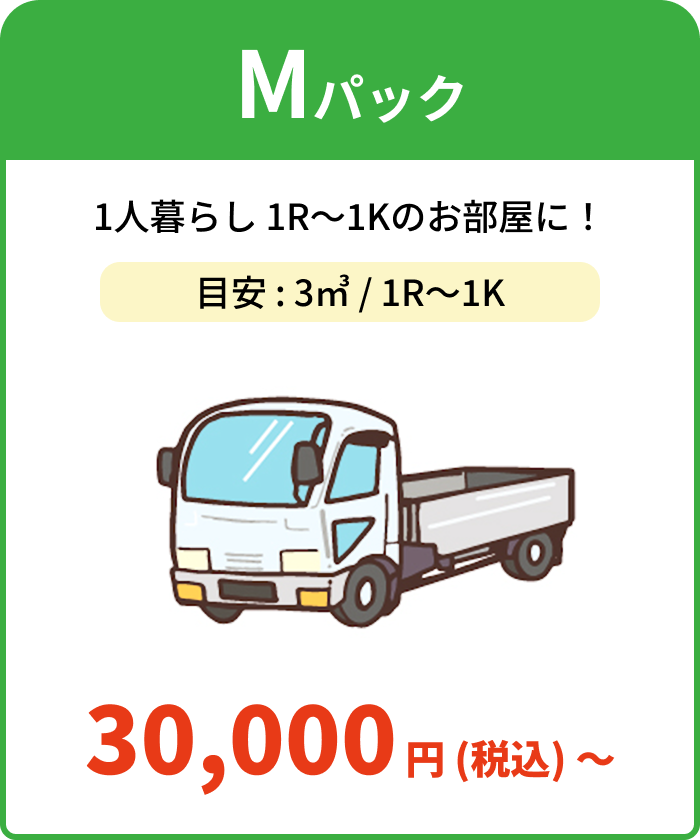 Mパック
1人暮らし 1R～1Kのお部屋に！
目安 : 3㎥ / 1R～1K
30,000円 (税込) ～